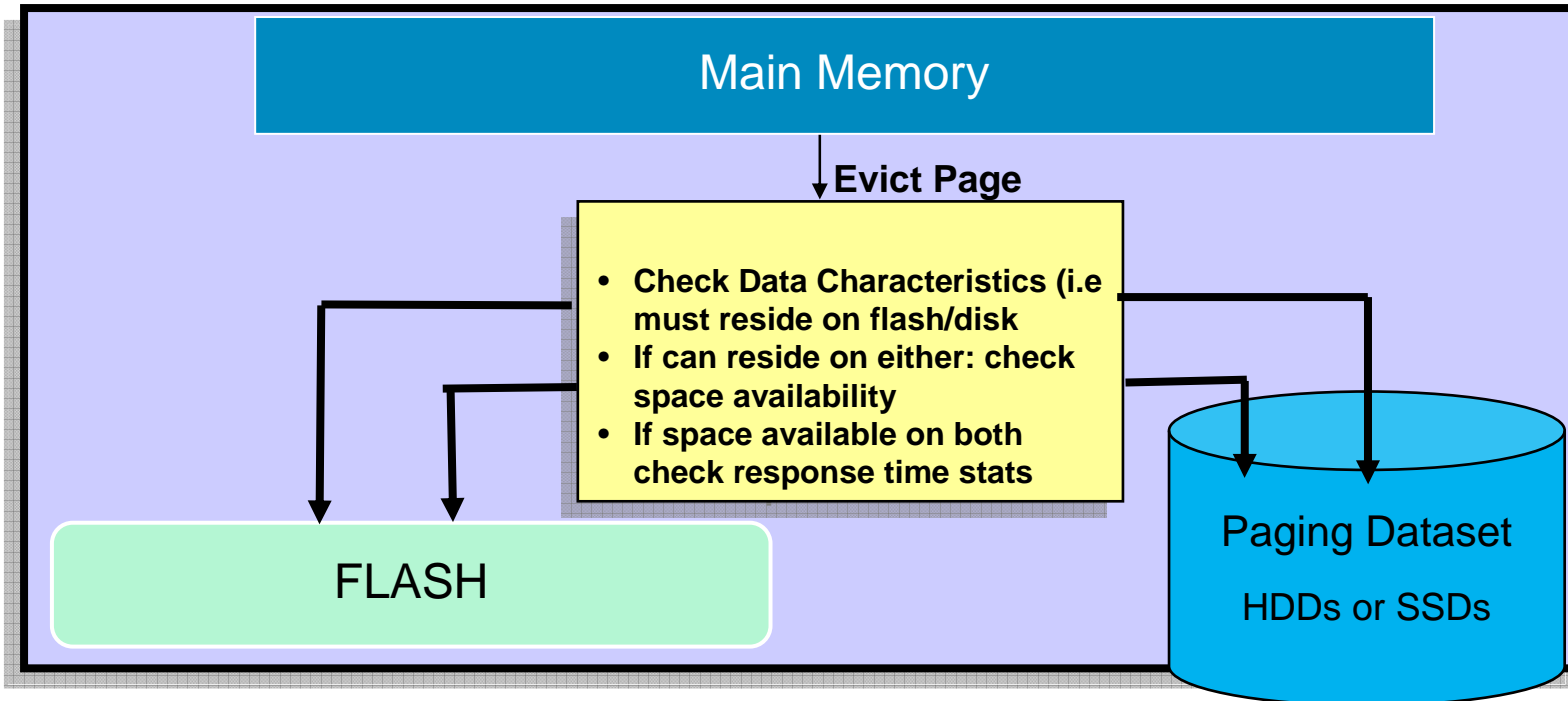 Main Memory
Evict Page
• Check Data Characteristics (i.e
must reside on flash/disk
• If can reside on either: check
space availability
• If space available on both
check response time stats
FLASH
Paging Dataset
HDDs or SSDs